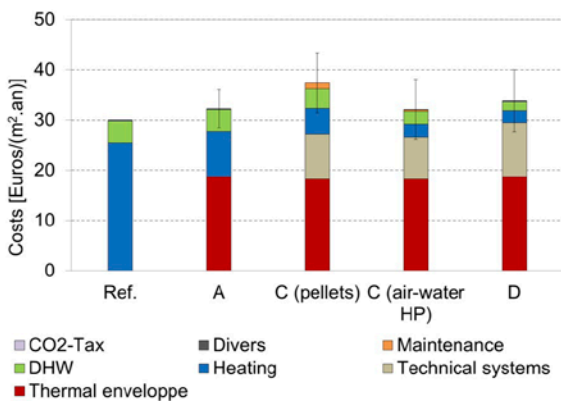 Costs [Euros/(m².an)]
50
40
30
20
10
0
Ref.
A
C (pellets)
C (air-water
HP)
D
CO2-Tax
Divers
Maintenance
DHW
Heating
Technical systems
Thermal enveloppe